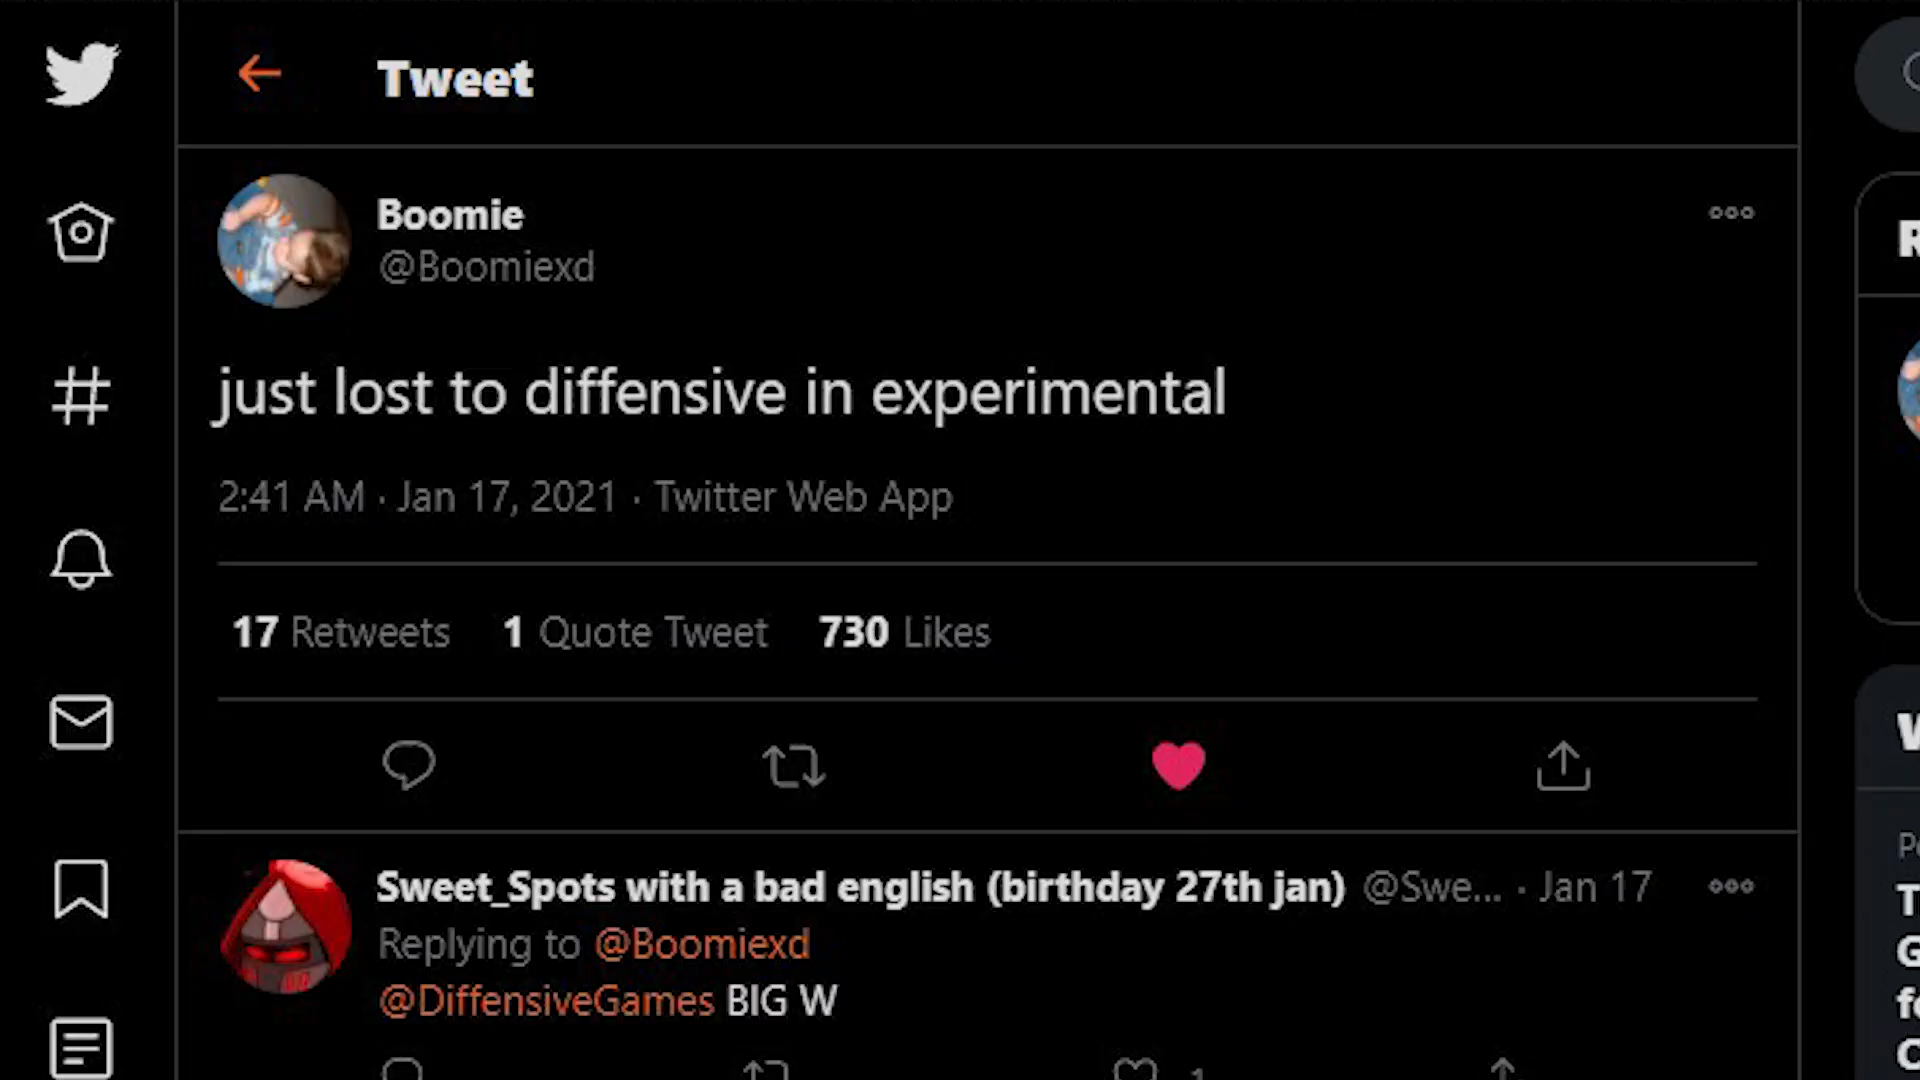 Tweet
Boomie
@Boomiexd
just lost to diffensive in experimental
2:41 AM · Jan 17, 2021 · Twitter Web App
17 Retweets 1 Quote Tweet 730 Likes
Sweet_Spots with a bad english (birthday 27th jan) @Swe... · Jan 17
Replying to @Boomiexd
@DiffensiveGames BIG W